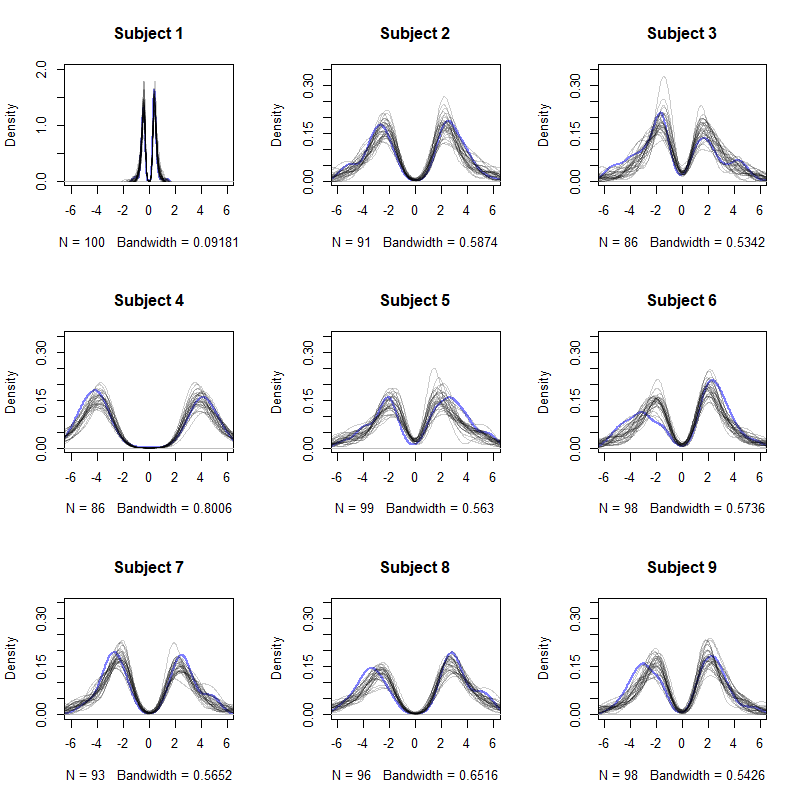 Subject 1
Density
0.0 1.0 2.0
-6 -4 -2 0 2 4 6
N = 100 Bandwidth = 0.09181
Subject 2
Density
0.00 0.15 0.30
-6 -4 -2 0 2 4 6
N = 91 Bandwidth = 0.5874
Subject 3
Density
0.00 0.15 0.30
-6 -4 -2 0 2 4 6
N = 86 Bandwidth = 0.5342
Subject 4
Density
0.00 0.15 0.30
-6 -4 -2 0 2 4 6
N = 86 Bandwidth = 0.8006
Subject 5
Density
0.00 0.15 0.30
-6 -4 -2 0 2 4 6
N = 99 Bandwidth = 0.563
Subject 6
Density
0.00 0.15 0.30
-6 -4 -2 0 2 4 6
N = 98 Bandwidth = 0.5736
Subject 7
Density
0.00 0.15 0.30
-6 -4 -2 0 2 4 6
N = 93 Bandwidth = 0.5652
Subject 8
Density
0.00 0.15 0.30
-6 -4 -2 0 2 4 6
N = 96 Bandwidth = 0.6516
Subject 9
Density
0.00 0.15 0.30
-6 -4 -2 0 2 4 6
N = 98 Bandwidth = 0.5426